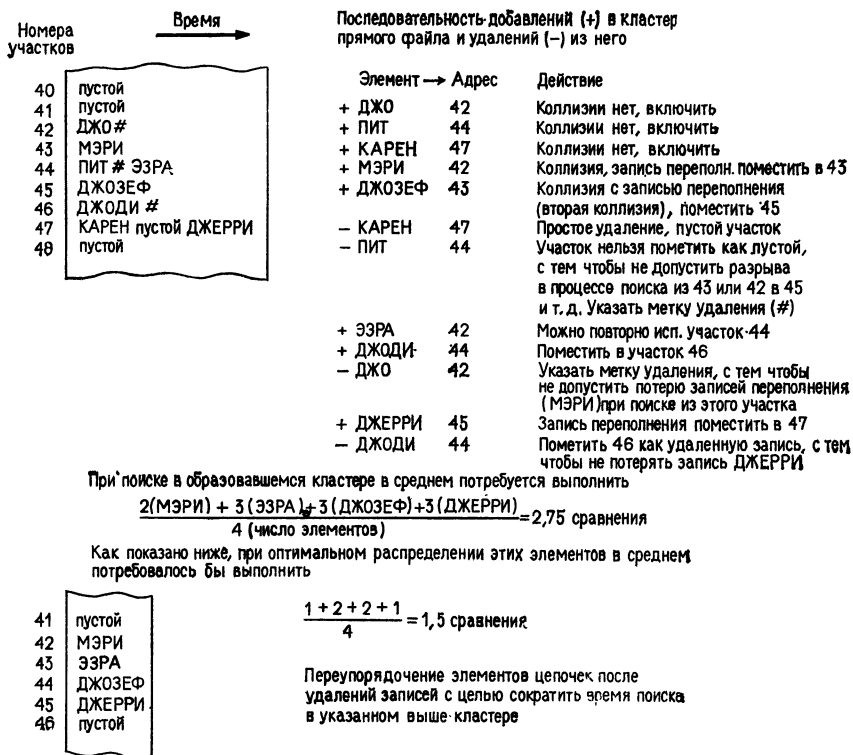 Номера
участков
Время
40 пустой
41 пустой
42 ДЖО #
43 МЭРИ
44 ПИТ # ЭЗРА
45 ДЖОЗЕФ
46 ДЖОДИ #
47 КАРЕН пустой ДЖЕРРИ
48 пустой
Последовательность добавлений (+) в кластер
прямого файла и удалений (−) из него
Элемент → Адрес Действие
+ ДЖО 42 Коллизии нет, включить
+ ПИТ 44 Коллизии нет, включить
+ КАРЕН 47 Коллизии нет, включить
+ МЭРИ 42 Коллизия, запись переполн. поместить в 43
+ ДЖОЗЕФ 43 Коллизия с записью переполнения
(вторая коллизия), поместить 45
− КАРЕН 47 Простое удаление, пустой участок
− ПИТ 44 Участок нельзя пометить как пустой,
с тем чтобы не допустить разрыва
в процессе поиска из 43 или 42 в 45
и т. д. Указать метку удаления (#)
+ ЭЗРА 42 Можно повторно исп. участок 44
+ ДЖОДИ 44 Поместить в участок 46
− ДЖО 42 Указать метку удаления, с тем чтобы
не допустить потерю записей переполнения
(МЭРИ) при поиске из этого участка
+ ДЖЕРРИ 45 Запись переполнения поместить в 47
− ДЖОДИ 44 Пометить 46 как удаленную запись, с тем
чтобы не потерять запись ДЖЕРРИ
При поиске в образовавшемся кластере в среднем потребуется выполнить
2(МЭРИ) + 3(ЭЗРА) + 3(ДЖОЗЕФ) + 3(ДЖЕРРИ)
4 (число элементов)
= 2,75 сравнения
Как показано ниже, при оптимальном распределении этих элементов в среднем
потребовалось бы выполнить
41 пустой
42 МЭРИ
43 ЭЗРА
44 ДЖОЗЕФ
45 ДЖЕРРИ
46 пустой
1 + 2 + 2 + 1
4
= 1,5 сравнения
Переупорядочение элементов цепочек после
удалений записей с целью сократить время поиска
в указанном выше кластере